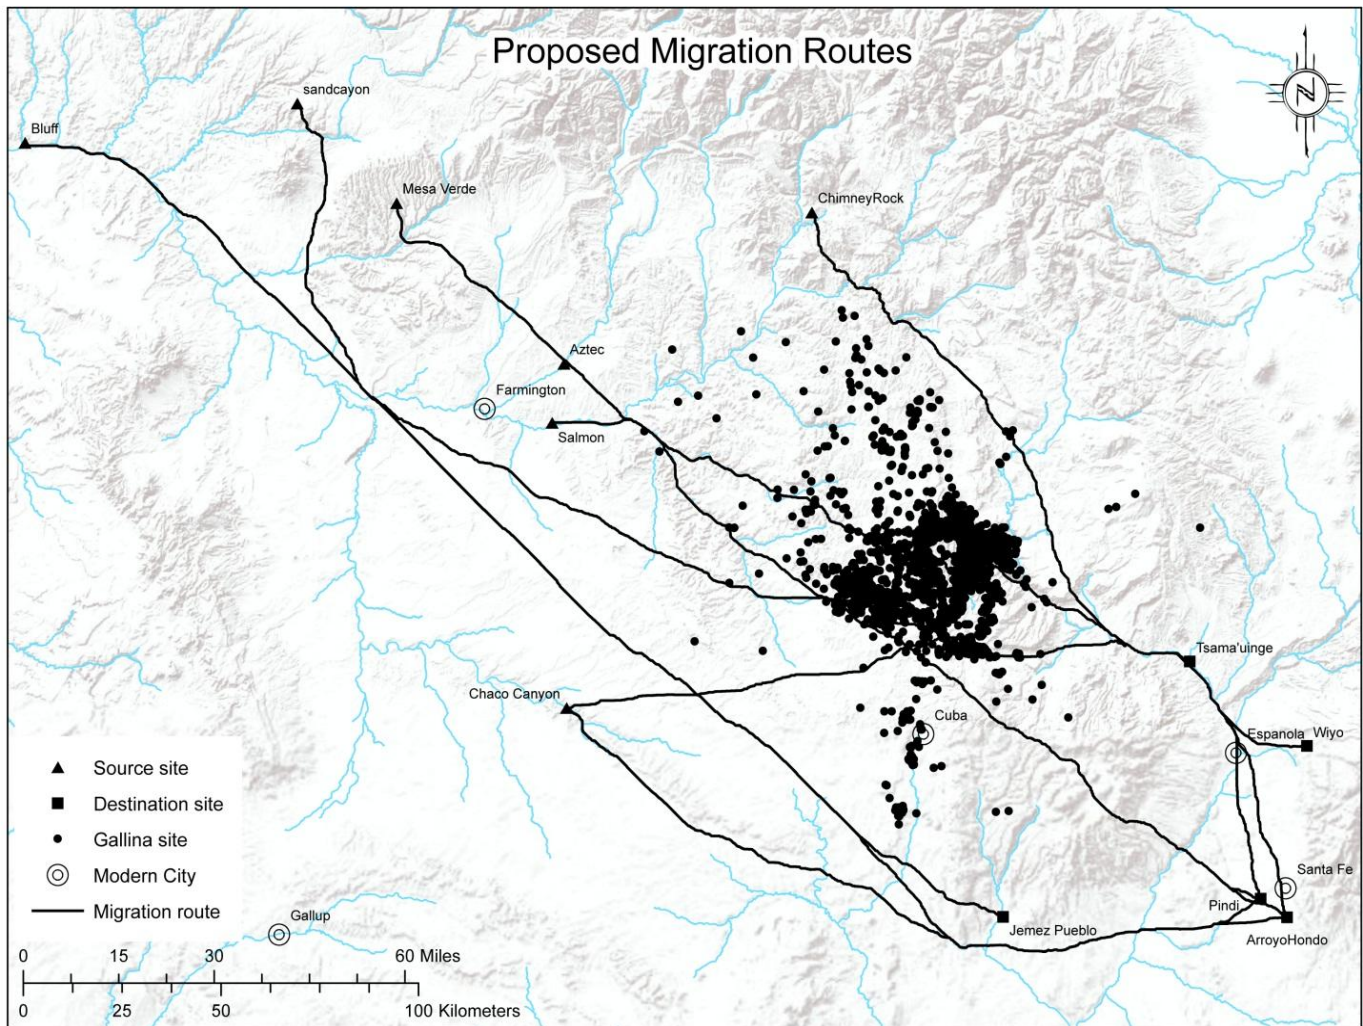 Proposed Migration Routes
N
sandcayon
Bluff
Mesa Verde
ChimneyRock
Aztec
Farmington
Salmon
Tsama'uinge
Chaco Canyon
Cuba
Espanola
Wiyo
Source site
Destination site
Gallina site
Modern City
Migration route
Santa Fe
Pindi
Gallup
Jemez Pueblo
ArroyoHondo
0 15 30 60 Miles
0 25 50 100 Kilometers